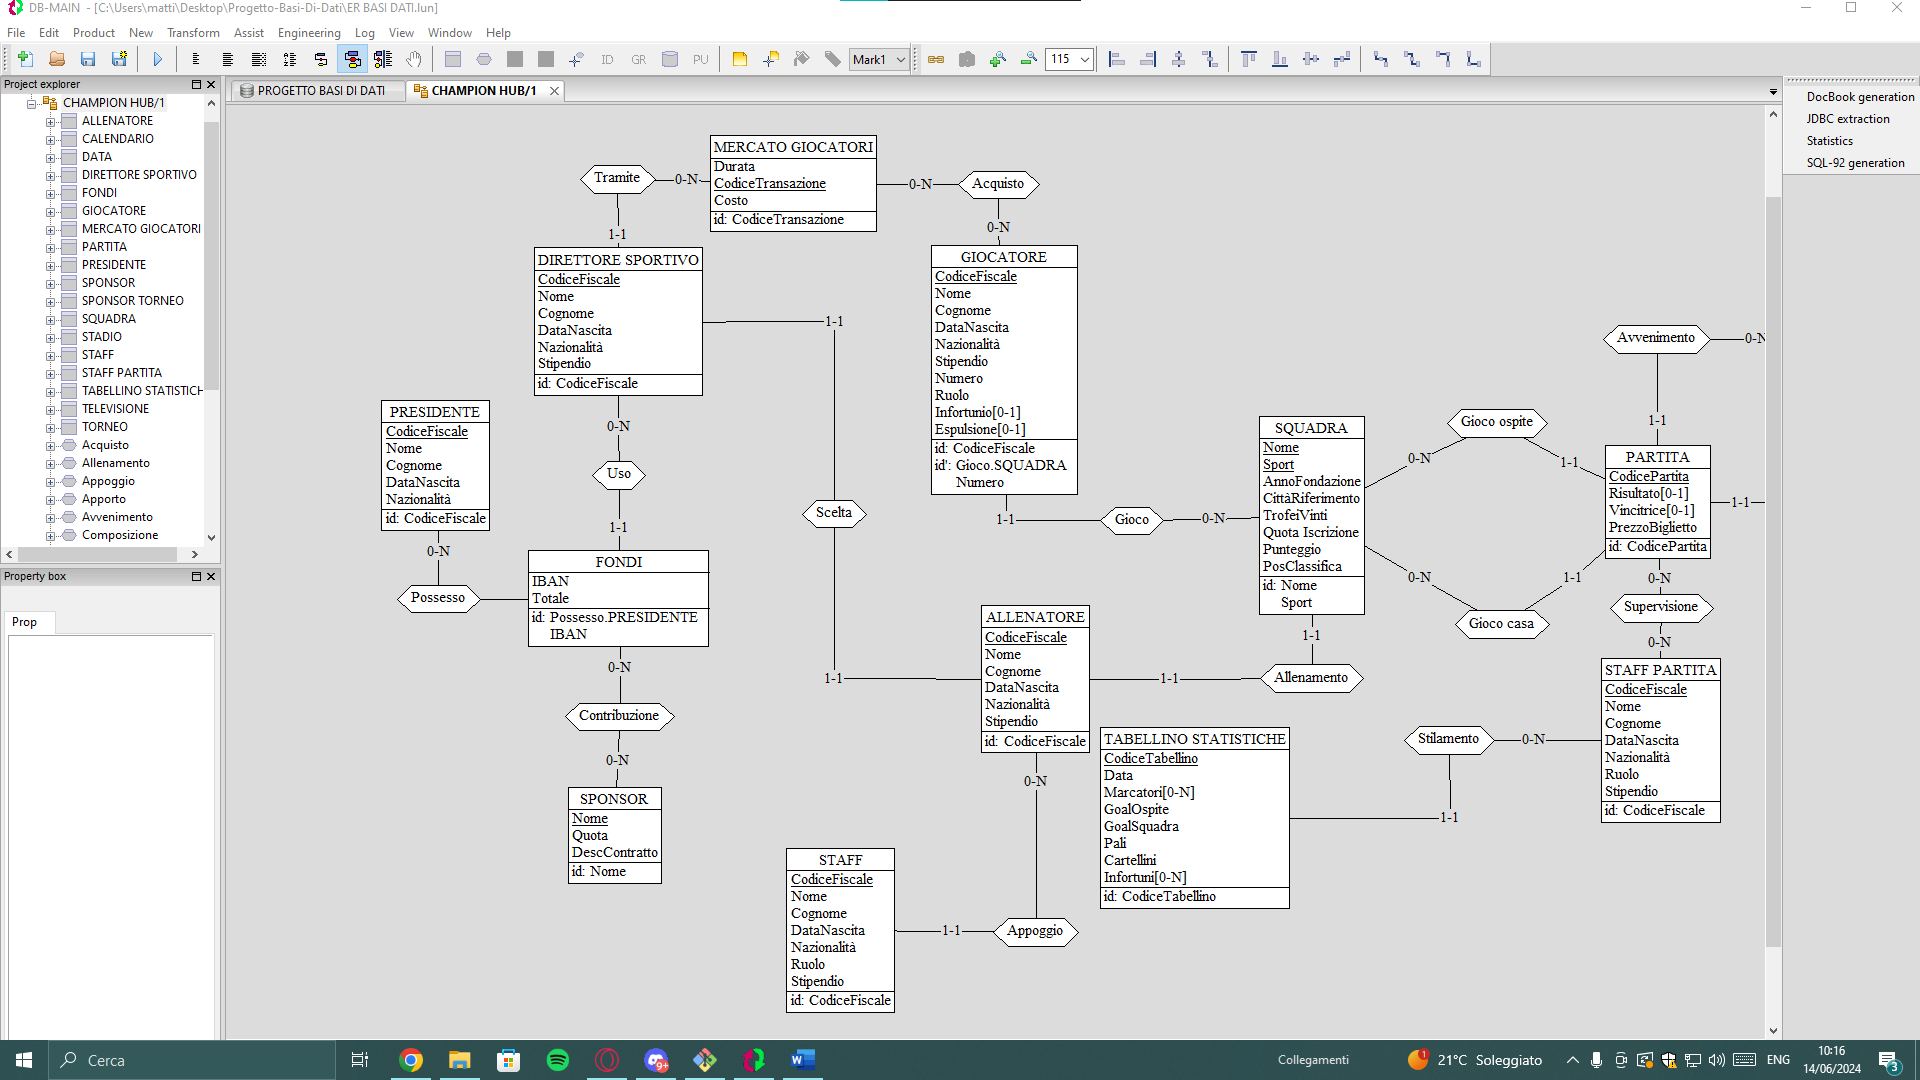 DB-MAIN - [C:\Users\matti\Desktop\Progetto-Basi-Di-Dati\ER BASI DATI.lun]
File Edit Product New Transform Assist Engineering Log View Window Help
ID GR PU Mark1 115
Project explorer
CHAMPION HUB/1
ALLENATORE
CALENDARIO
DATA
DIRETTORE SPORTIVO
FONDI
GIOCATORE
MERCATO GIOCATORI
PARTITA
PRESIDENTE
SPONSOR
SPONSOR TORNEO
SQUADRA
STADIO
STAFF
STAFF PARTITA
TABELLINO STATISTICH
TELEVISIONE
TORNEO
Acquisto
Allenamento
Appoggio
Apporto
Avvenimento
Composizione
Property box
Prop
PROGETTO BASI DI DATI
CHAMPION HUB/1
DocBook generation
JDBC extraction
Statistics
SQL-92 generation
Tramite
0-N
1-1
MERCATO GIOCATORI
Durata
CodiceTransazione
Costo
id: CodiceTransazione
0-N
Acquisto
0-N
DIRETTORE SPORTIVO
CodiceFiscale
Nome
Cognome
DataNascita
Nazionalità
Stipendio
id: CodiceFiscale
1-1
Scelta
1-1
0-N
Uso
1-1
GIOCATORE
CodiceFiscale
Nome
Cognome
DataNascita
Nazionalità
Stipendio
Numero
Ruolo
Infortunio[0-1]
Espulsione[0-1]
id: CodiceFiscale
id': Gioco.SQUADRA
Numero
1-1
Gioco
0-N
PRESIDENTE
CodiceFiscale
Nome
Cognome
DataNascita
Nazionalità
id: CodiceFiscale
0-N
Possesso
FONDI
IBAN
Totale
id: Possesso.PRESIDENTE
IBAN
0-N
Contribuzione
0-N
SPONSOR
Nome
Quota
DescContratto
id: Nome
SQUADRA
Nome
Sport
AnnoFondazione
CittàRiferimento
TrofeiVinti
Quota Iscrizione
Punteggio
PosClassifica
id: Nome
Sport
0-N
Gioco ospite
1-1
0-N
Gioco casa
1-1
1-1
Allenamento
1-1
Avvenimento
0-N
1-1
PARTITA
CodicePartita
Risultato[0-1]
Vincitrice[0-1]
PrezzoBiglietto
id: CodicePartita
1-1
0-N
Supervisione
0-N
ALLENATORE
CodiceFiscale
Nome
Cognome
DataNascita
Nazionalità
Stipendio
id: CodiceFiscale
0-N
Appoggio
1-1
STAFF
CodiceFiscale
Nome
Cognome
DataNascita
Nazionalità
Ruolo
Stipendio
id: CodiceFiscale
TABELLINO STATISTICHE
CodiceTabellino
Data
Marcatori[0-N]
GoalOspite
GoalSquadra
Pali
Cartellini
Infortuni[0-N]
id: CodiceTabellino
1-1
Stilamento
0-N
STAFF PARTITA
CodiceFiscale
Nome
Cognome
DataNascita
Nazionalità
Ruolo
Stipendio
id: CodiceFiscale
Cerca
9+
Collegamenti
1
21°C Soleggiato
ENG
10:16
14/06/2024
3